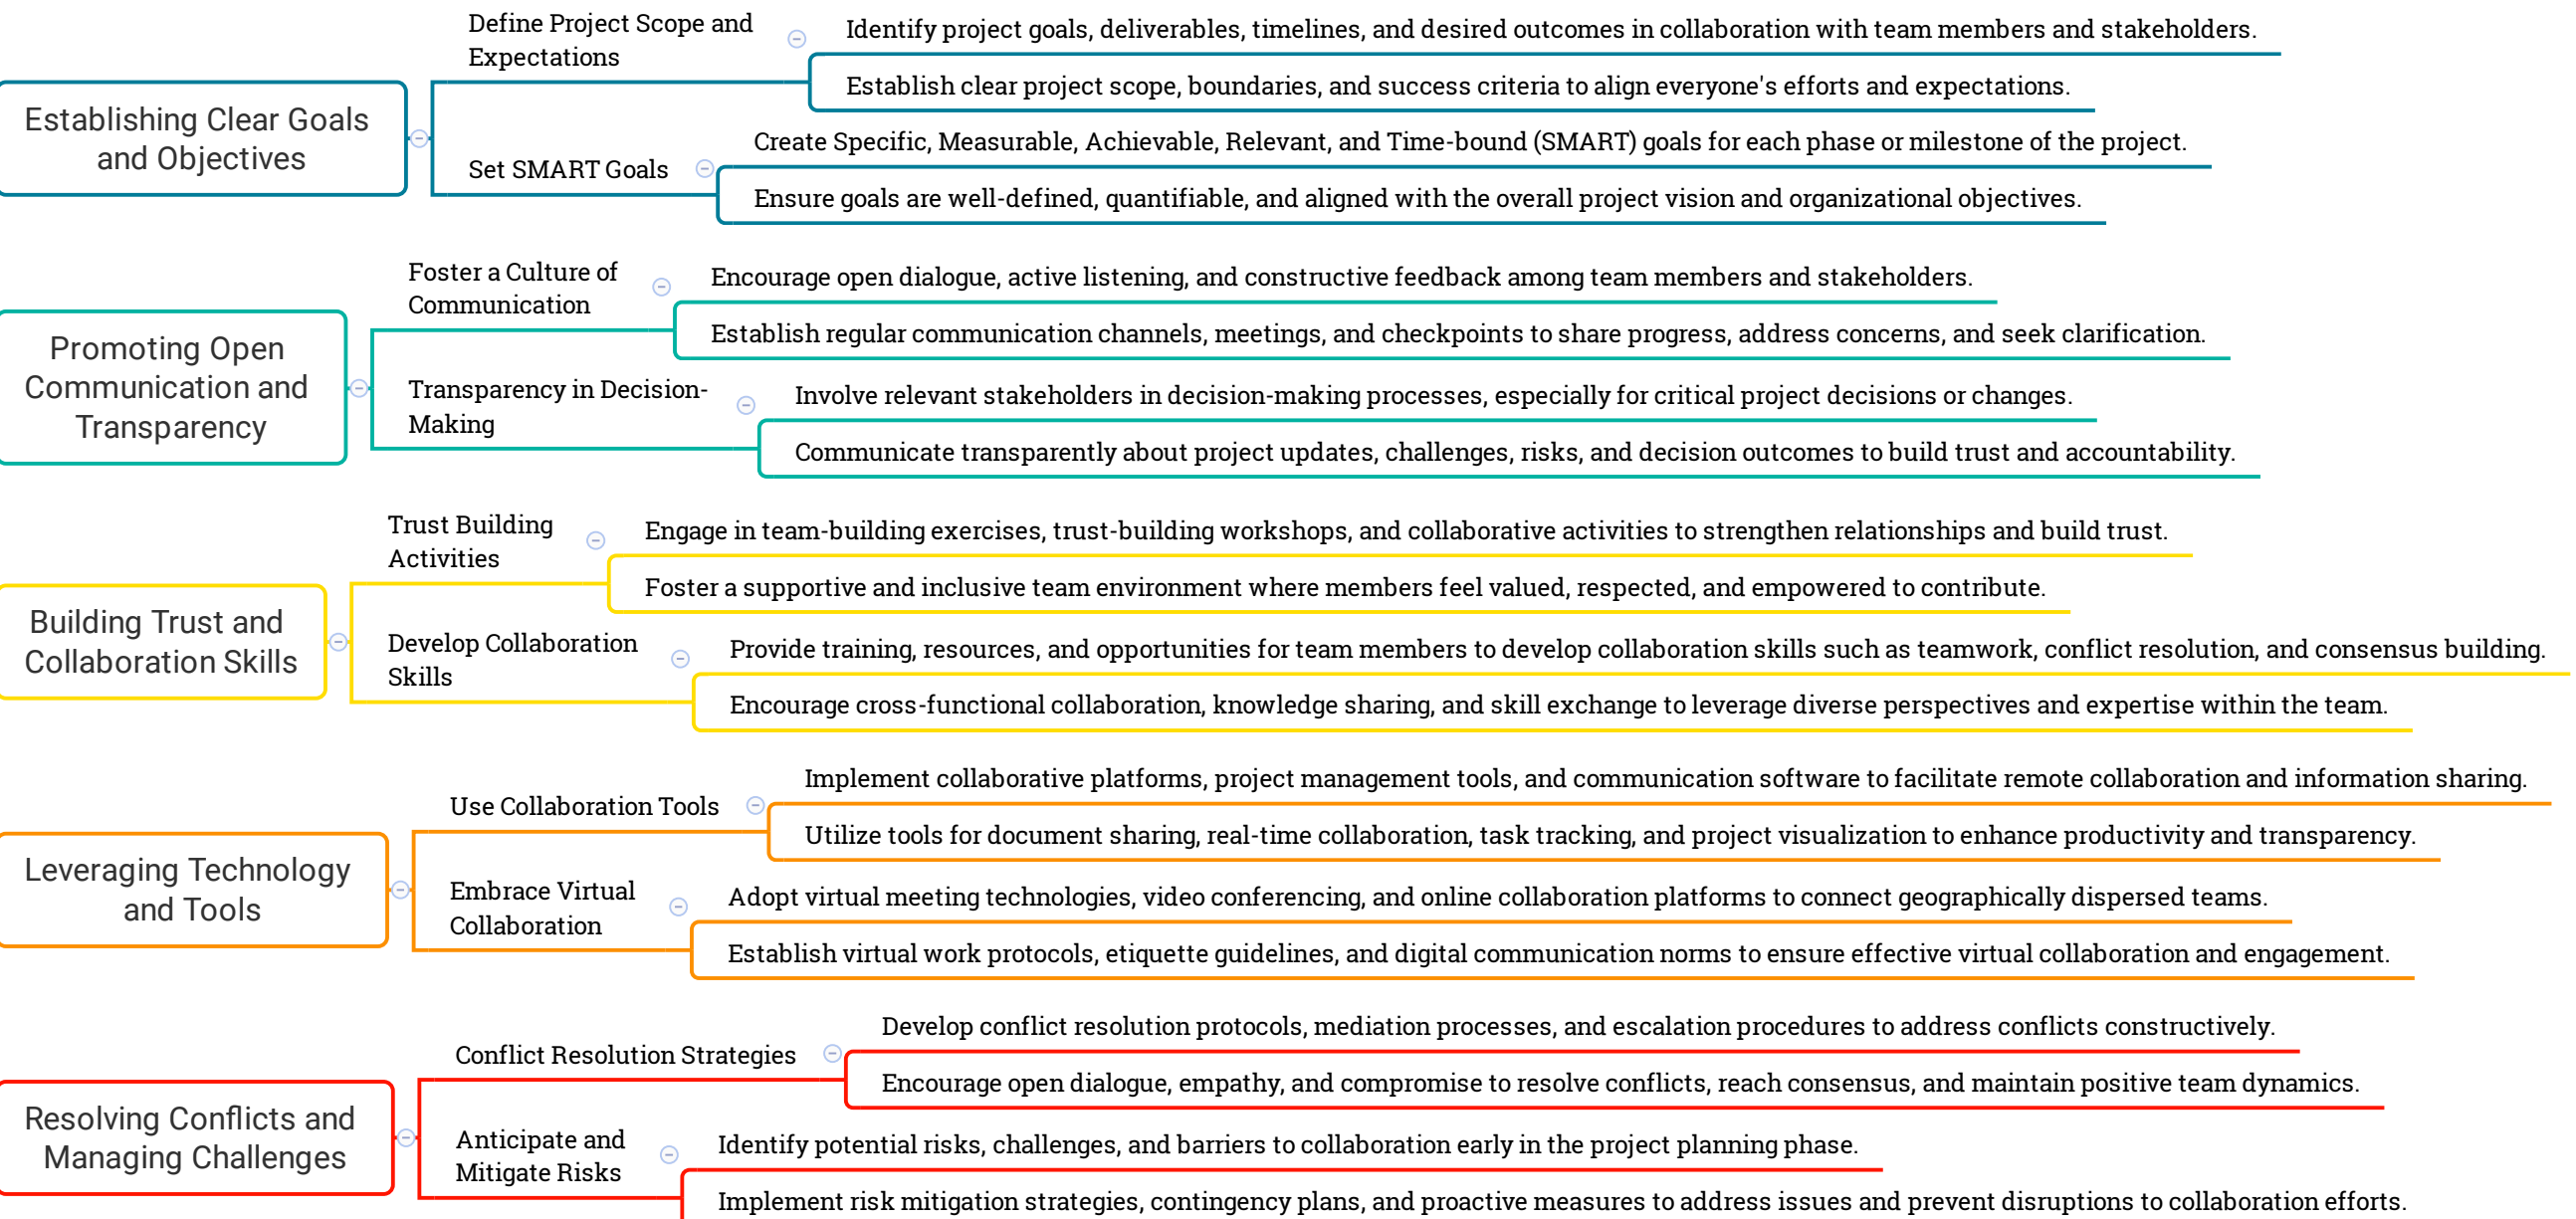 Establishing Clear Goals
and Objectives
Define Project Scope and
Expectations
Identify project goals, deliverables, timelines, and desired outcomes in collaboration with team members and stakeholders.
Establish clear project scope, boundaries, and success criteria to align everyone's efforts and expectations.
Set SMART Goals
Create Specific, Measurable, Achievable, Relevant, and Time-bound (SMART) goals for each phase or milestone of the project.
Ensure goals are well-defined, quantifiable, and aligned with the overall project vision and organizational objectives.
Promoting Open
Communication and
Transparency
Foster a Culture of
Communication
Encourage open dialogue, active listening, and constructive feedback among team members and stakeholders.
Establish regular communication channels, meetings, and checkpoints to share progress, address concerns, and seek clarification.
Transparency in Decision-
Making
Involve relevant stakeholders in decision-making processes, especially for critical project decisions or changes.
Communicate transparently about project updates, challenges, risks, and decision outcomes to build trust and accountability.
Building Trust and
Collaboration Skills
Trust Building
Activities
Engage in team-building exercises, trust-building workshops, and collaborative activities to strengthen relationships and build trust.
Foster a supportive and inclusive team environment where members feel valued, respected, and empowered to contribute.
Develop Collaboration
Skills
Provide training, resources, and opportunities for team members to develop collaboration skills such as teamwork, conflict resolution, and consensus building.
Encourage cross-functional collaboration, knowledge sharing, and skill exchange to leverage diverse perspectives and expertise within the team.
Leveraging Technology
and Tools
Use Collaboration Tools
Implement collaborative platforms, project management tools, and communication software to facilitate remote collaboration and information sharing.
Utilize tools for document sharing, real-time collaboration, task tracking, and project visualization to enhance productivity and transparency.
Embrace Virtual
Collaboration
Adopt virtual meeting technologies, video conferencing, and online collaboration platforms to connect geographically dispersed teams.
Establish virtual work protocols, etiquette guidelines, and digital communication norms to ensure effective virtual collaboration and engagement.
Resolving Conflicts and
Managing Challenges
Conflict Resolution Strategies
Develop conflict resolution protocols, mediation processes, and escalation procedures to address conflicts constructively.
Encourage open dialogue, empathy, and compromise to resolve conflicts, reach consensus, and maintain positive team dynamics.
Anticipate and
Mitigate Risks
Identify potential risks, challenges, and barriers to collaboration early in the project planning phase.
Implement risk mitigation strategies, contingency plans, and proactive measures to address issues and prevent disruptions to collaboration efforts.